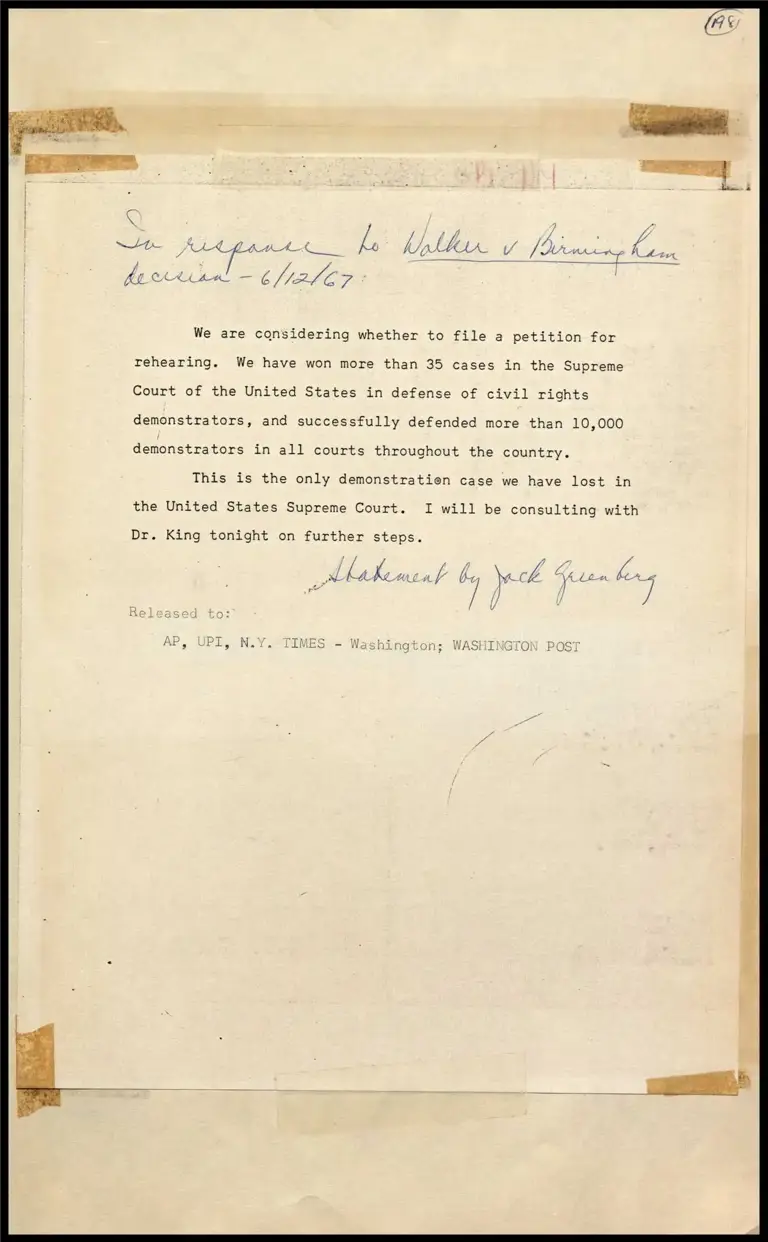 198
In response to Walker v Birmingham
decision - 6/12/67:
We are considering whether to file a petition for
rehearing. We have won more than 35 cases in the Supreme
Court of the United States in defense of civil rights
demonstrators, and successfully defended more than 10,000
demonstrators in all courts throughout the country.
This is the only demonstration case we have lost in
the United States Supreme Court. I will be consulting with
Dr. King tonight on further steps.
Statement by Jack Greenberg
Released to:
AP, UPI, N.Y. TIMES - Washington; WASHINGTON POST